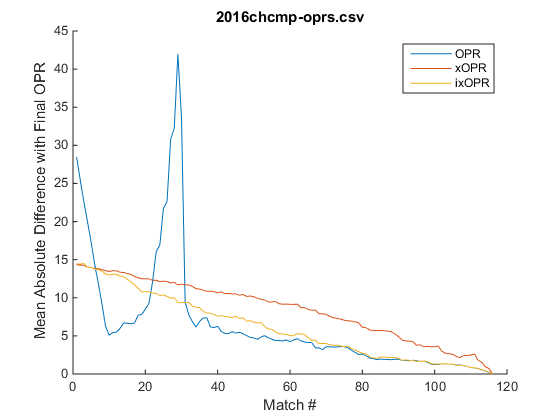 2016chcmp-oprs.csv
Mean Absolute Difference with Final OPR
45
40
35
30
25
20
15
10
5
0
OPR
xOPR
ixOPR
0 20 40 60 80 100 120
Match #